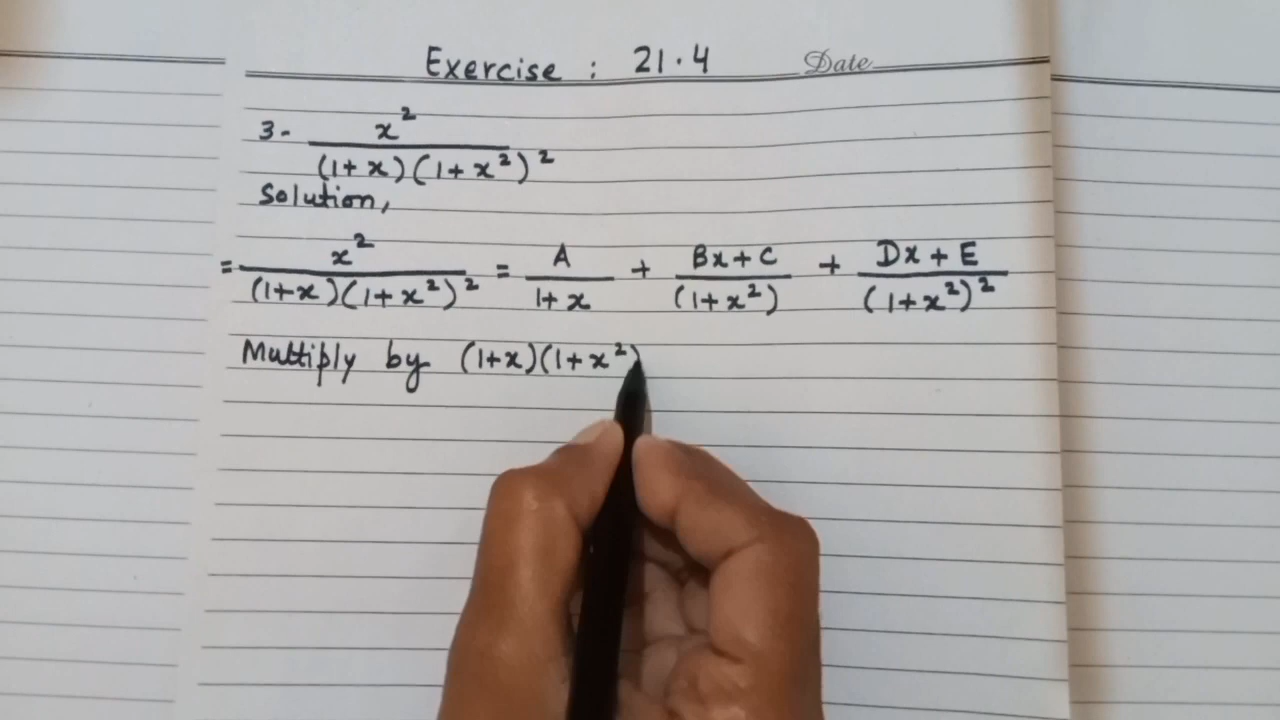 Exercise : 21.4 Date
3- x²
(1+x)(1+x²)²
Solution,
= x² / (1+x)(1+x²)² = A / 1+x + Bx+C / (1+x²) + Dx+E / (1+x²)²
Multiply by (1+x)(1+x²)